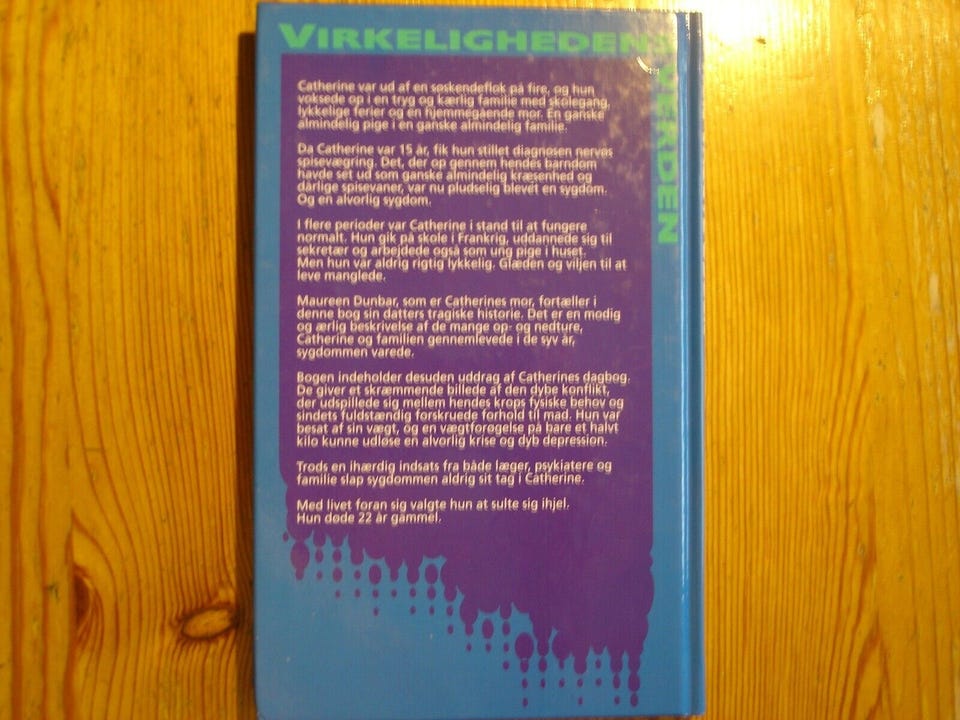 VIRKELIGHEDENS
VERDEN
Catherine var ud af en søskendeflok på fire, og hun
voksede op i en tryg og kærlig familie med skolegang,
lykkelige ferier og en hjemmegående mor. En ganske
almindelig pige i en ganske almindelig familie.
Da Catherine var 15 år, fik hun stillet diagnosen nervøs
spisevægring. Det, der op gennem hendes barndom
havde set ud som ganske almindelig kræsenhed og
dårlige spisevaner, var nu pludselig blevet en sygdom.
Og en alvorlig sygdom.
I flere perioder var Catherine i stand til at fungere
normalt. Hun gik på skole i Frankrig, uddannede sig til
sekretær og arbejdede også som ung pige i huset.
Men hun var aldrig rigtig lykkelig. Glæden og viljen til at
leve manglede.
Maureen Dunbar, som er Catherines mor, fortæller i
denne bog sin datters tragiske historie. Det er en modig
og ærlig beskrivelse af de mange op- og nedture,
Catherine og familien gennemlevede i de syv år,
sygdommen varede.
Bogen indeholder desuden uddrag af Catherines dagbog.
De giver et skræmmende billede af den dybe konflikt,
der udspillede sig mellem hendes krops fysiske behov og
sindets fuldstændig forskruede forhold til mad. Hun var
besat af sin vægt, og en vægtforøgelse på bare et halvt
kilo kunne udløse en alvorlig krise og dyb depression.
Trods en ihærdig indsats fra både læger, psykiatere og
familie slap sygdommen aldrig sit tag i Catherine.
Med livet foran sig valgte hun at sulte sig ihjel.
Hun døde 22 år gammel.